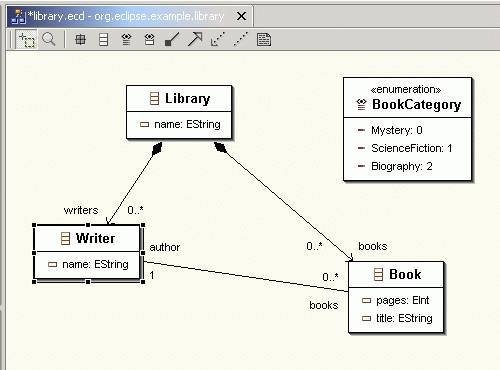 *library.ecd - org.eclipse.example.library
Library
name: EString
«enumeration»
BookCategory
Mystery: 0
ScienceFiction: 1
Biography: 2
writers
0..*
Writer
name: EString
author
1
0..*
books
0..*
books
Book
pages: EInt
title: EString